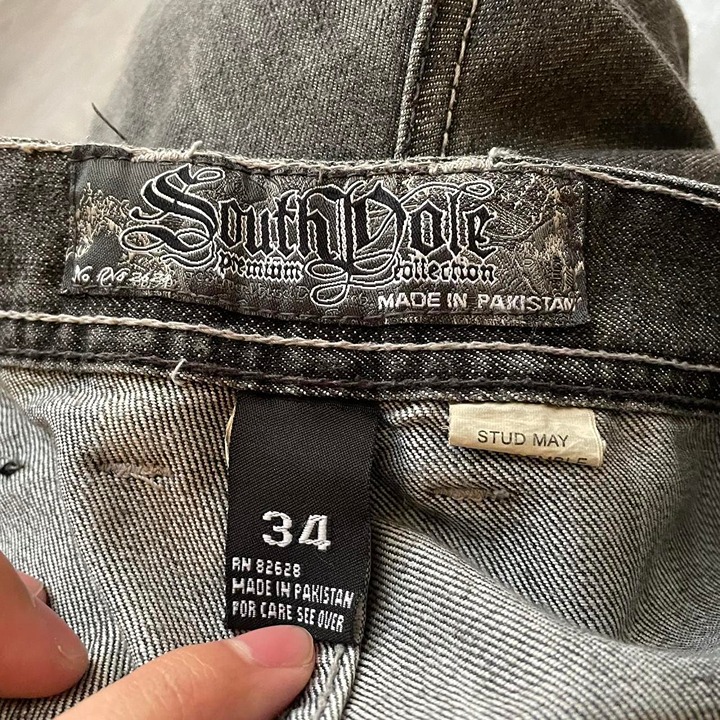 SouthPole
premium collection
MADE IN PAKISTAN
STUD MAY
34
RN 82628
MADE IN PAKISTAN
FOR CARE SEE OVER